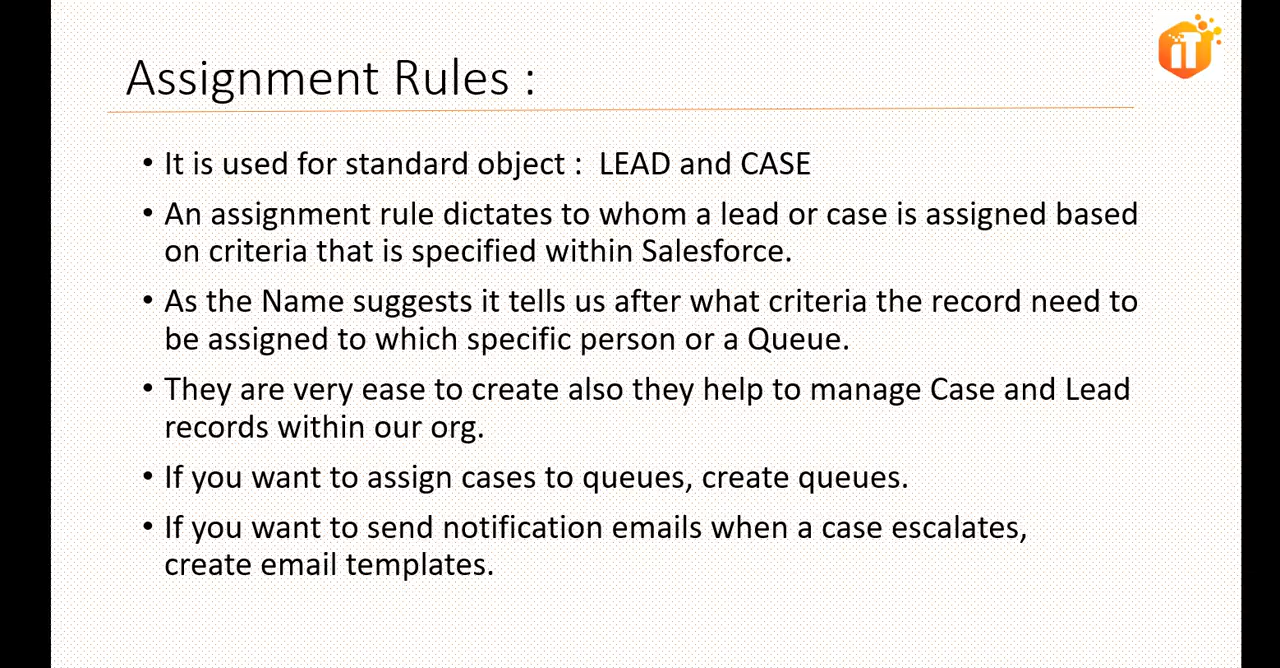 iT
Assignment Rules :
• It is used for standard object :  LEAD and CASE
• An assignment rule dictates to whom a lead or case is assigned based
on criteria that is specified within Salesforce.
• As the Name suggests it tells us after what criteria the record need to
be assigned to which specific person or a Queue.
• They are very ease to create also they help to manage Case and Lead
records within our org.
• If you want to assign cases to queues, create queues.
• If you want to send notification emails when a case escalates,
create email templates.